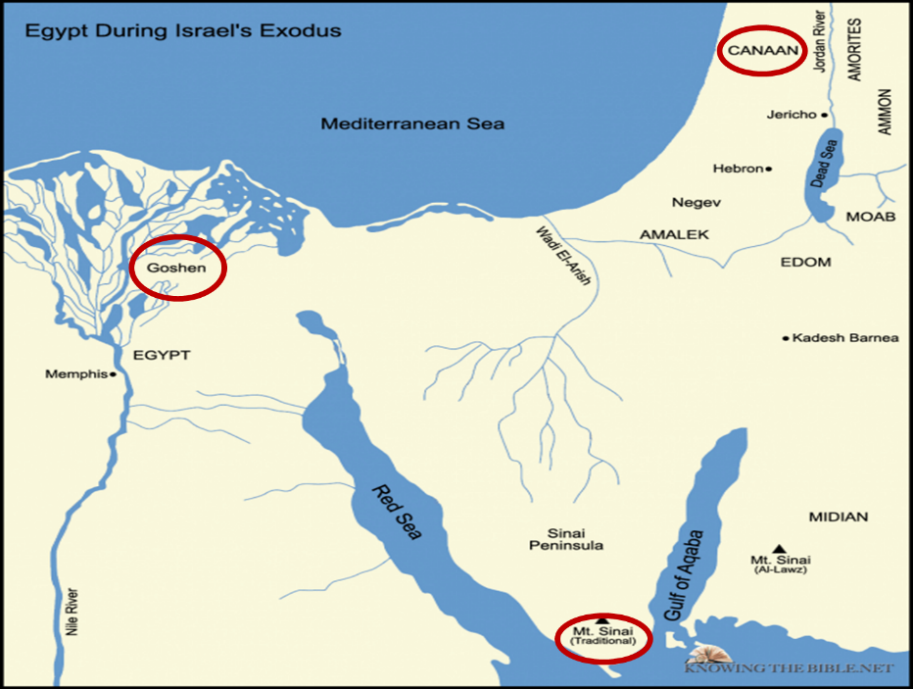 Egypt During Israel's Exodus
CANAAN
Jordan River
AMORITES
AMMON
Mediterranean Sea
Jericho
Dead Sea
Hebron
Negev
MOAB
Wadi El-Arish
AMALEK
EDOM
Goshen
Kadesh Barnea
EGYPT
Memphis
Red Sea
MIDIAN
Sinai
Peninsula
Gulf of Aqaba
Mt. Sinai
(Al-Lawz)
Nile River
Mt. Sinai
(Traditional)
KNOWING THE BIBLE.NET